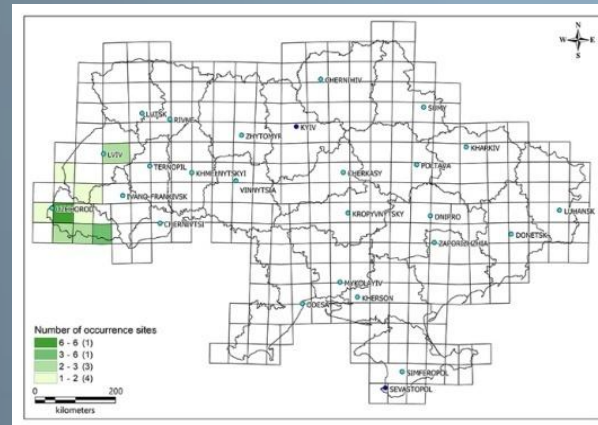 N
W E
S
CHERNIHIV
SUMY
LUTSK
RIVNE
KYIV
ZHYTOMYR
KHARKIV
LVIV
TERNOPIL
KHMELNYTSKYI
CHERKASY
POLTAVA
VINNYTSIA
UZHHOROD
IVANO-FRANKIVSK
LUHANSK
CHERNIVTSI
KROPYVNYTSKY
DNIPRO
DONETSK
ZAPORIZHZHIA
MYKOLAYIV
KHERSON
ODESA
Number of occurrence sites
6 - 6 (1)
3 - 6 (1)
2 - 3 (3)
1 - 2 (4)
0 200
kilometers
SIMFEROPOL
SEVASTOPOL